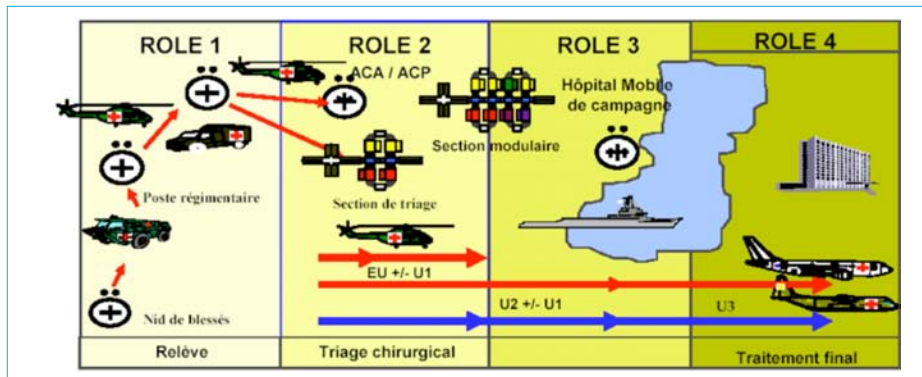 ROLE 1
ROLE 2
ROLE 3
ROLE 4
ACA / ACP
Hôpital Mobile
de campagne
Section modulaire
Poste régimentaire
Section de triage
EU +/- U1
U2 +/- U1
U3
Nid de blessés
Relève
Triage chirurgical
Traitement final